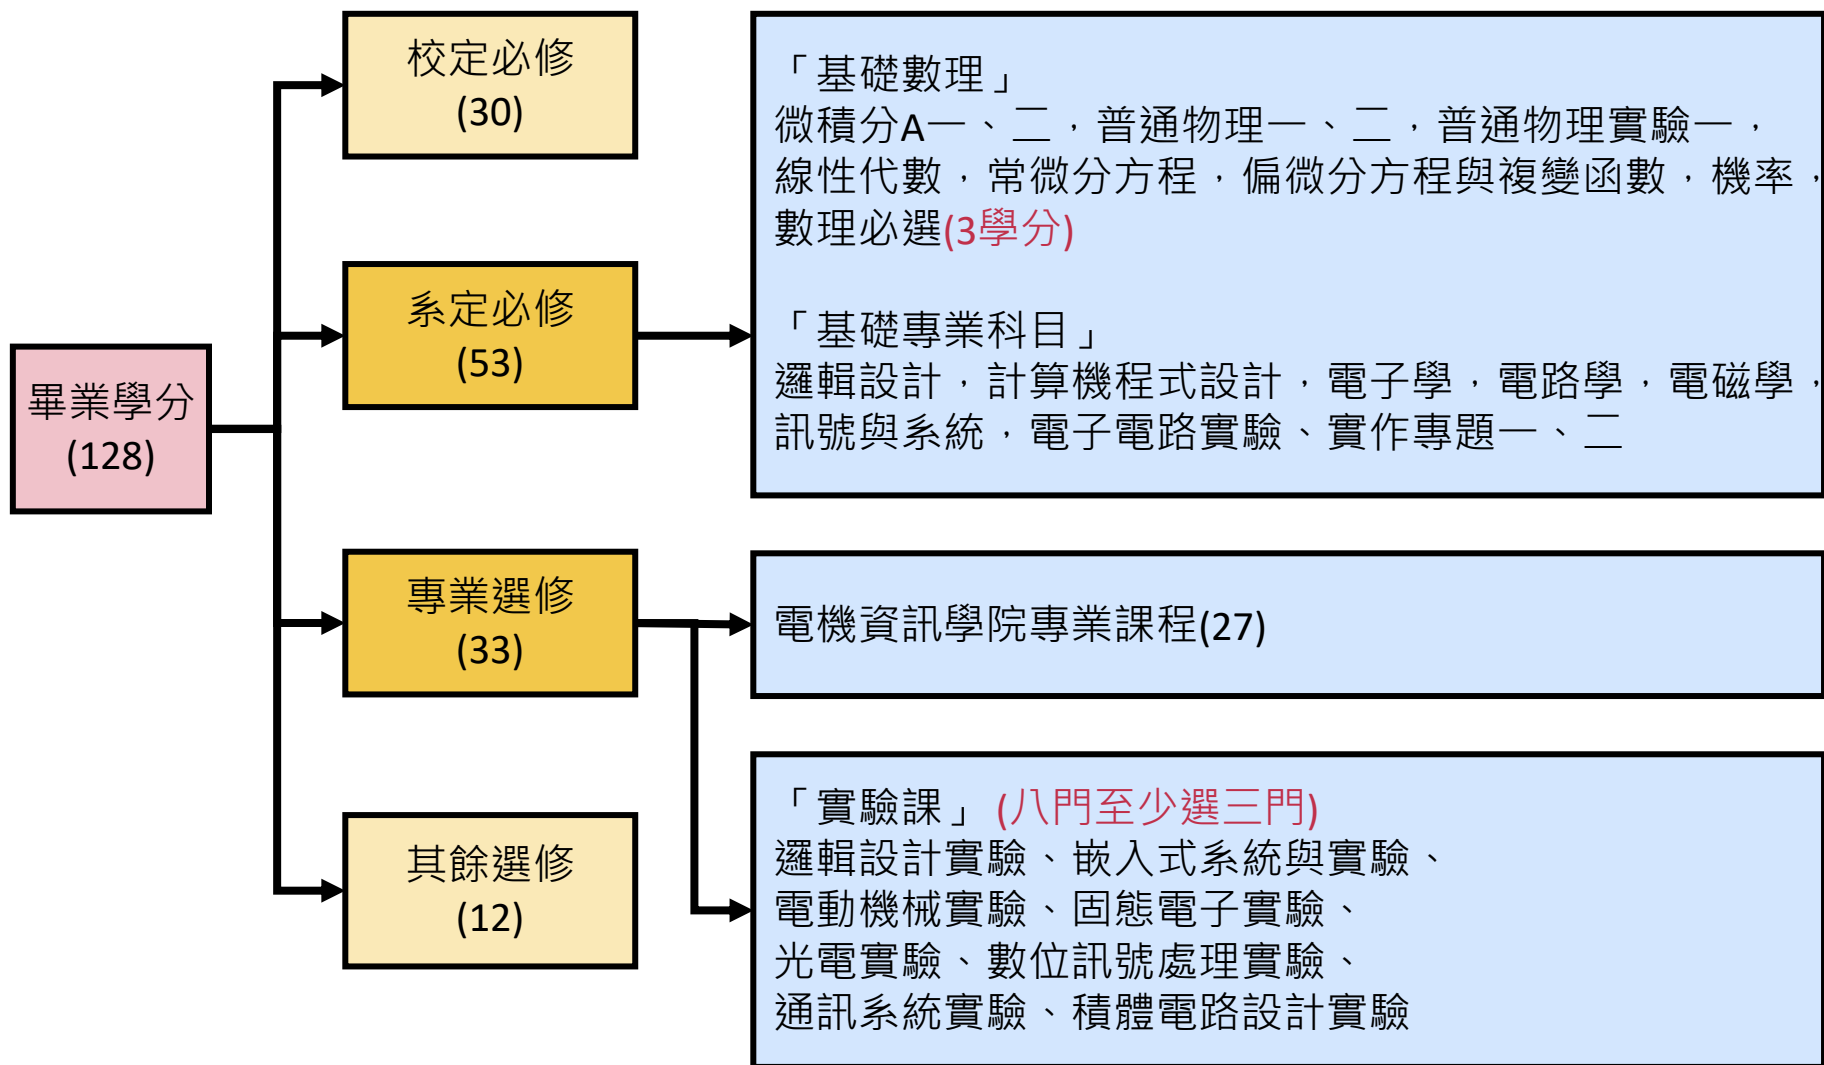 畢業學分
(128)
校定必修
(30)
系定必修
(53)
專業選修
(33)
其餘選修
(12)
「基礎數理」
微積分A一、二，普通物理一、二，普通物理實驗一，
線性代數，常微分方程，偏微分方程與複變函數，機率，
數理必選(3學分)
「基礎專業科目」
邏輯設計，計算機程式設計，電子學，電路學，電磁學，
訊號與系統，電子電路實驗、實作專題一、二
電機資訊學院專業課程(27)
「實驗課」(八門至少選三門)
邏輯設計實驗、嵌入式系統與實驗、
電動機械實驗、固態電子實驗、
光電實驗、數位訊號處理實驗、
通訊系統實驗、積體電路設計實驗